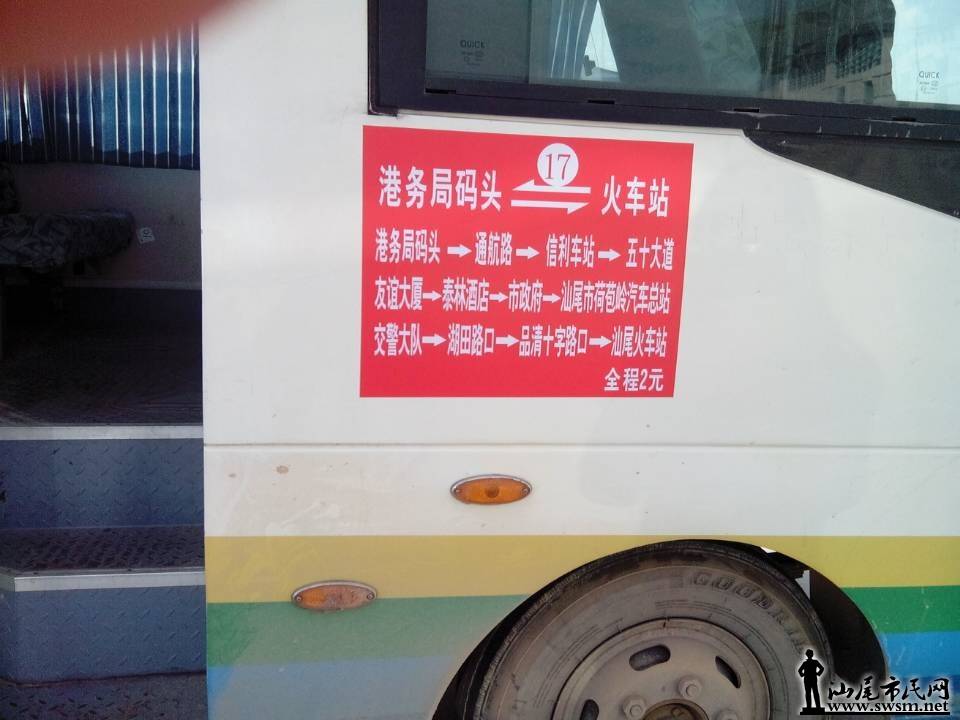 QUICK
QUICK
17
港务局码头 ⇌ 火车站
港务局码头→通航路→信利车站→五十大道
友谊大厦→泰林酒店→市政府→汕尾市荷苞岭汽车总站
交警大队→湖田路口→品清十字路口→汕尾火车站
全程2元
汕尾市民网
www.swsm.net